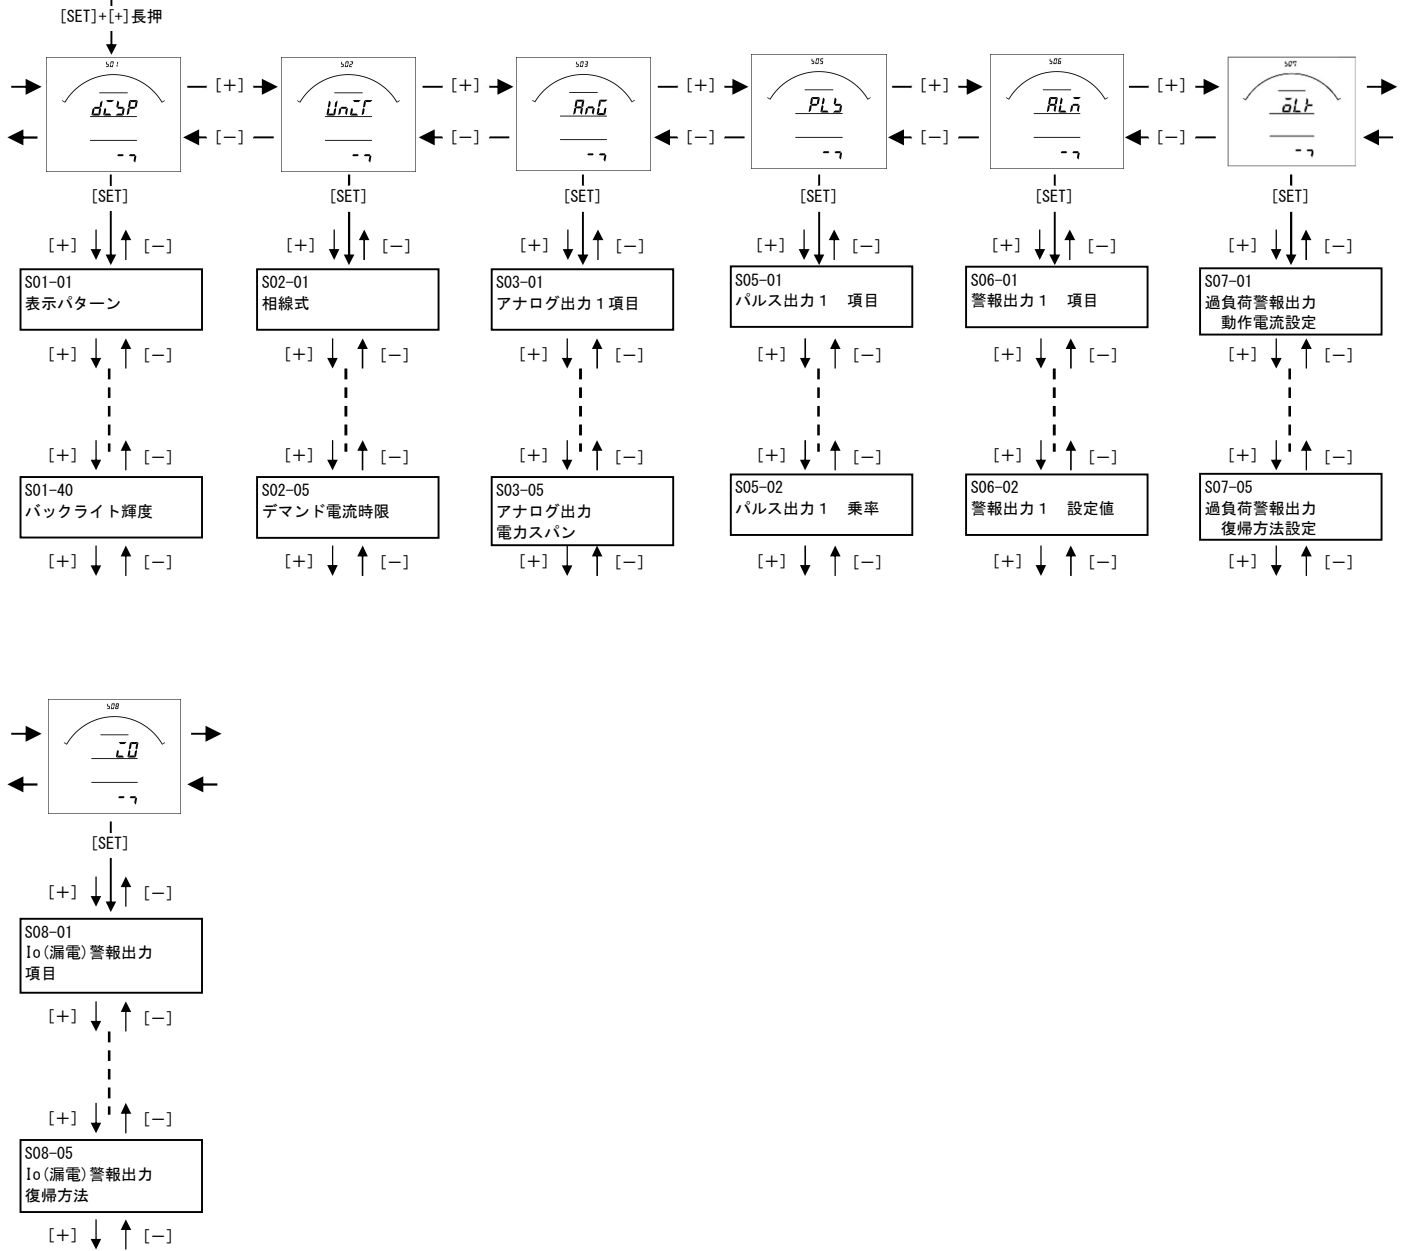 [SET]+[+]長押
S01
S02
S03
S05
S06
S07
dISP
UnIT
AnG
PLS
ALm
[+]
[+]
[+]
[+]
[+]
[−]
[−]
[−]
[−]
[−]
[SET]
[SET]
[SET]
[SET]
[SET]
[SET]
[+] [−]
[+] [−]
[+] [−]
[+] [−]
[+] [−]
[+] [−]
S01-01
表示パターン
S02-01
相線式
S03-01
アナログ出力1項目
S05-01
パルス出力1 項目
S06-01
警報出力1 項目
S07-01
過負荷警報出力
動作電流設定
[+] [−]
[+] [−]
[+] [−]
[+] [−]
[+] [−]
[+] [−]
[+] [−]
[+] [−]
[+] [−]
[+] [−]
[+] [−]
[+] [−]
S01-40
バックライト輝度
S02-05
デマンド電流時限
S03-05
アナログ出力
電力スパン
S05-02
パルス出力1 乗率
S06-02
警報出力1 設定値
S07-05
過負荷警報出力
復帰方法設定
[+] [−]
[+] [−]
[+] [−]
[+] [−]
[+] [−]
[+] [−]
S08
IO
[SET]
[+] [−]
S08-01
Io(漏電)警報出力
項目
[+] [−]
[+] [−]
S08-05
Io(漏電)警報出力
復帰方法
[+] [−]